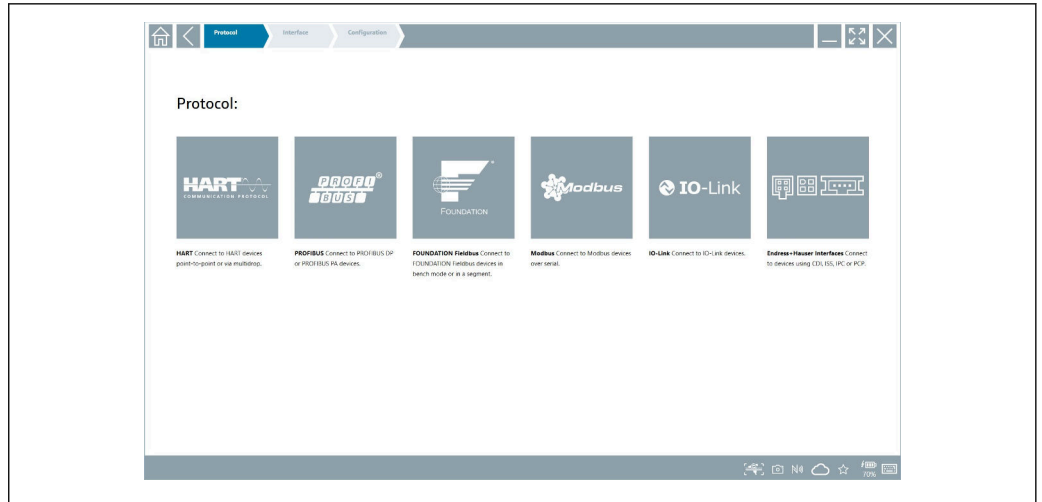 Protocol
Interface
Configuration
Protocol:
HART
COMMUNICATION PROTOCOL
PROFI
BUS
®
FOUNDATION
Modbus
IO-Link
HART Connect to HART devices
point-to-point or via multidrop.
PROFIBUS Connect to PROFIBUS DP
or PROFIBUS PA devices.
FOUNDATION Fieldbus Connect to
FOUNDATION Fieldbus devices in
bench mode or in a segment.
Modbus Connect to Modbus devices
over serial.
IO-Link Connect to IO-Link devices.
Endress+Hauser Interfaces Connect
to devices using CDI, ISS, IPC or PCP.
70%